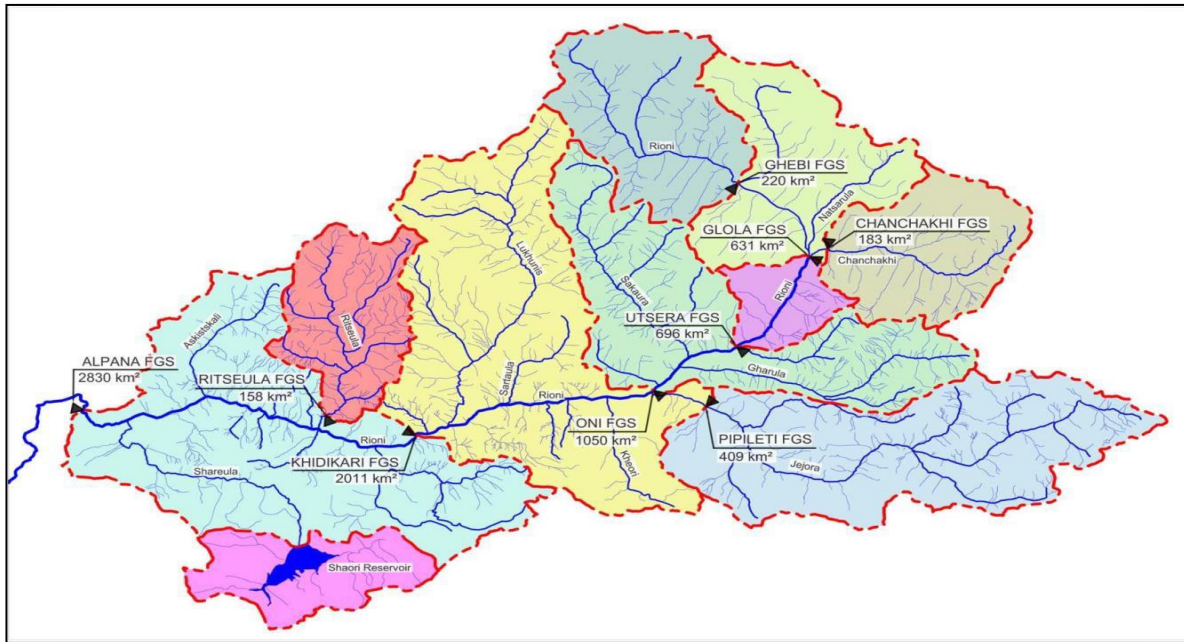 Rioni
GHEBI FGS
220 km²
Natsarula
GLOLA FGS
631 km²
CHANCHAKHI FGS
183 km²
Chanchakhi
Lukhunis
Sakaura
Rioni
UTSERA FGS
696 km²
Ritseula
Askistskali
ALPANA FGS
2830 km²
RITSEULA FGS
158 km²
Sartaula
Rioni
Gharula
ONI FGS
1050 km²
PIPILETI FGS
409 km²
Rioni
KHIDIKARI FGS
2011 km²
Kheori
Jejora
Shareula
Shaori Reservoir